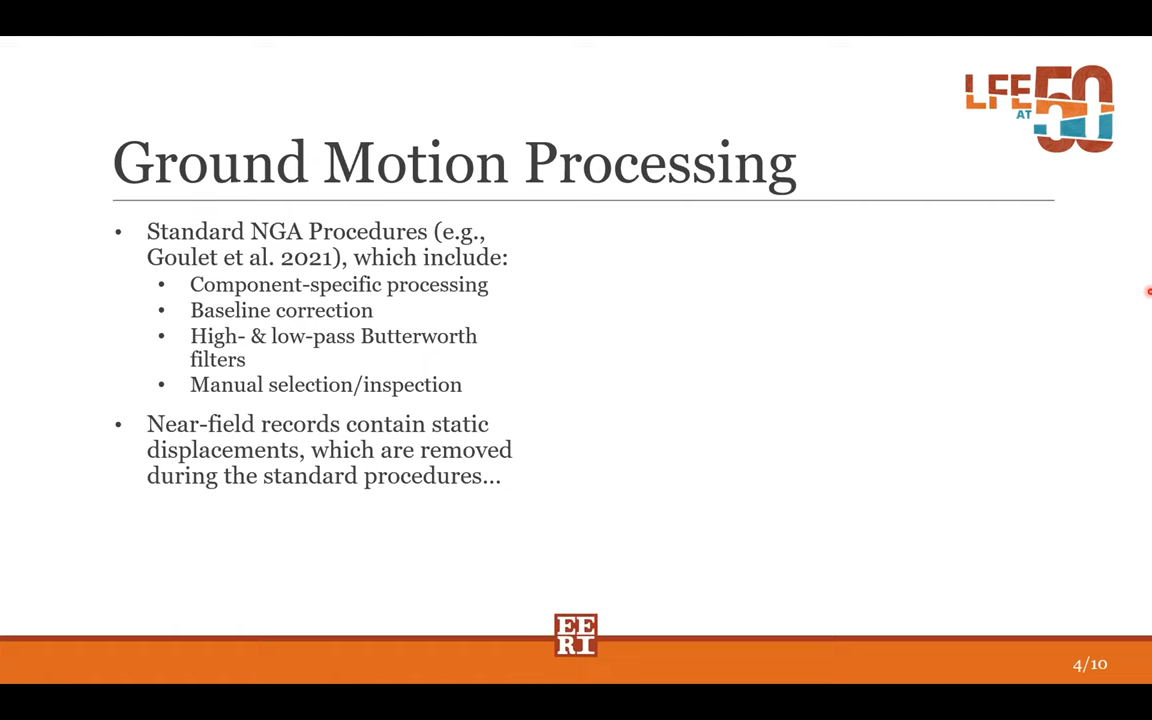 LFE
AT
50
Ground Motion Processing
• Standard NGA Procedures (e.g.,
Goulet et al. 2021), which include:
• Component-specific processing
• Baseline correction
• High- & low-pass Butterworth
filters
• Manual selection/inspection
• Near-field records contain static
displacements, which are removed
during the standard procedures...
EE
RI
4/10